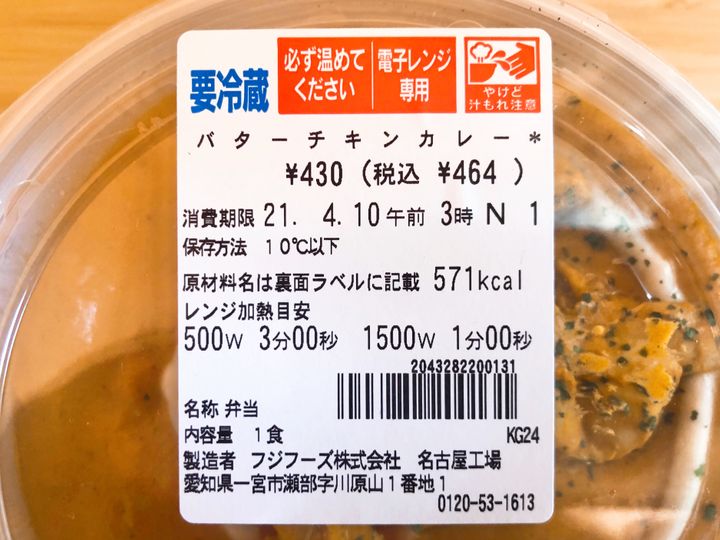 要冷蔵
必ず温めて
ください
電子レンジ
専用
やけど
汁もれ注意
バターチキンカレー*
¥430(税込 ¥464 )
消費期限 21. 4.10午前 3時 N 1
保存方法 10℃以下
原材料名は裏面ラベルに記載 571kcal
レンジ加熱目安
500W 3分00秒 1500W 1分00秒
2043282200131
名称 弁当
内容量 1食 KG24
製造者 フジフーズ株式会社 名古屋工場
愛知県一宮市瀬部字川原山1番地1
0120-53-1613